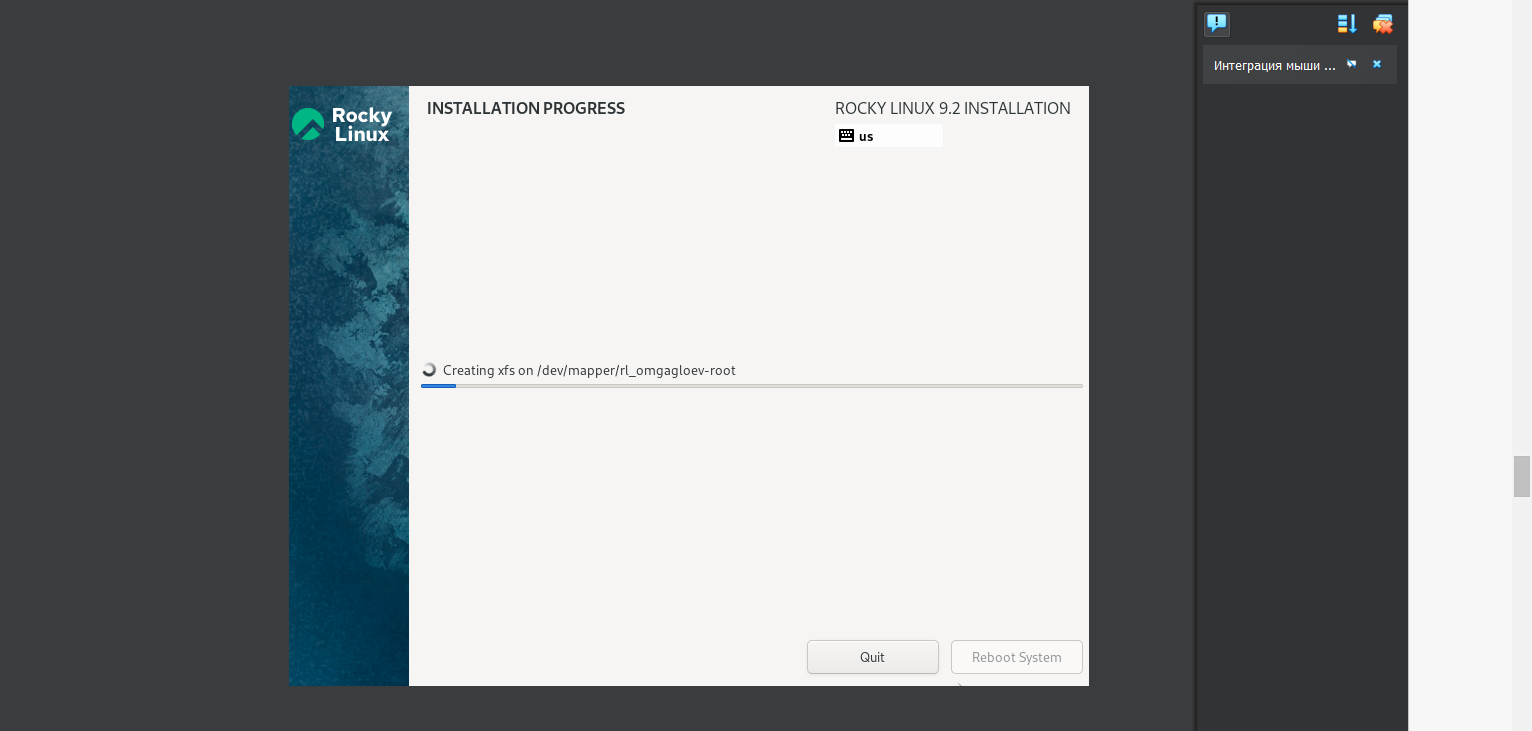 Rocky
Linux
INSTALLATION PROGRESS
ROCKY LINUX 9.2 INSTALLATION
us
Creating xfs on /dev/mapper/rl_omgagloev-root
Quit
Reboot System
Интеграция мыши ...